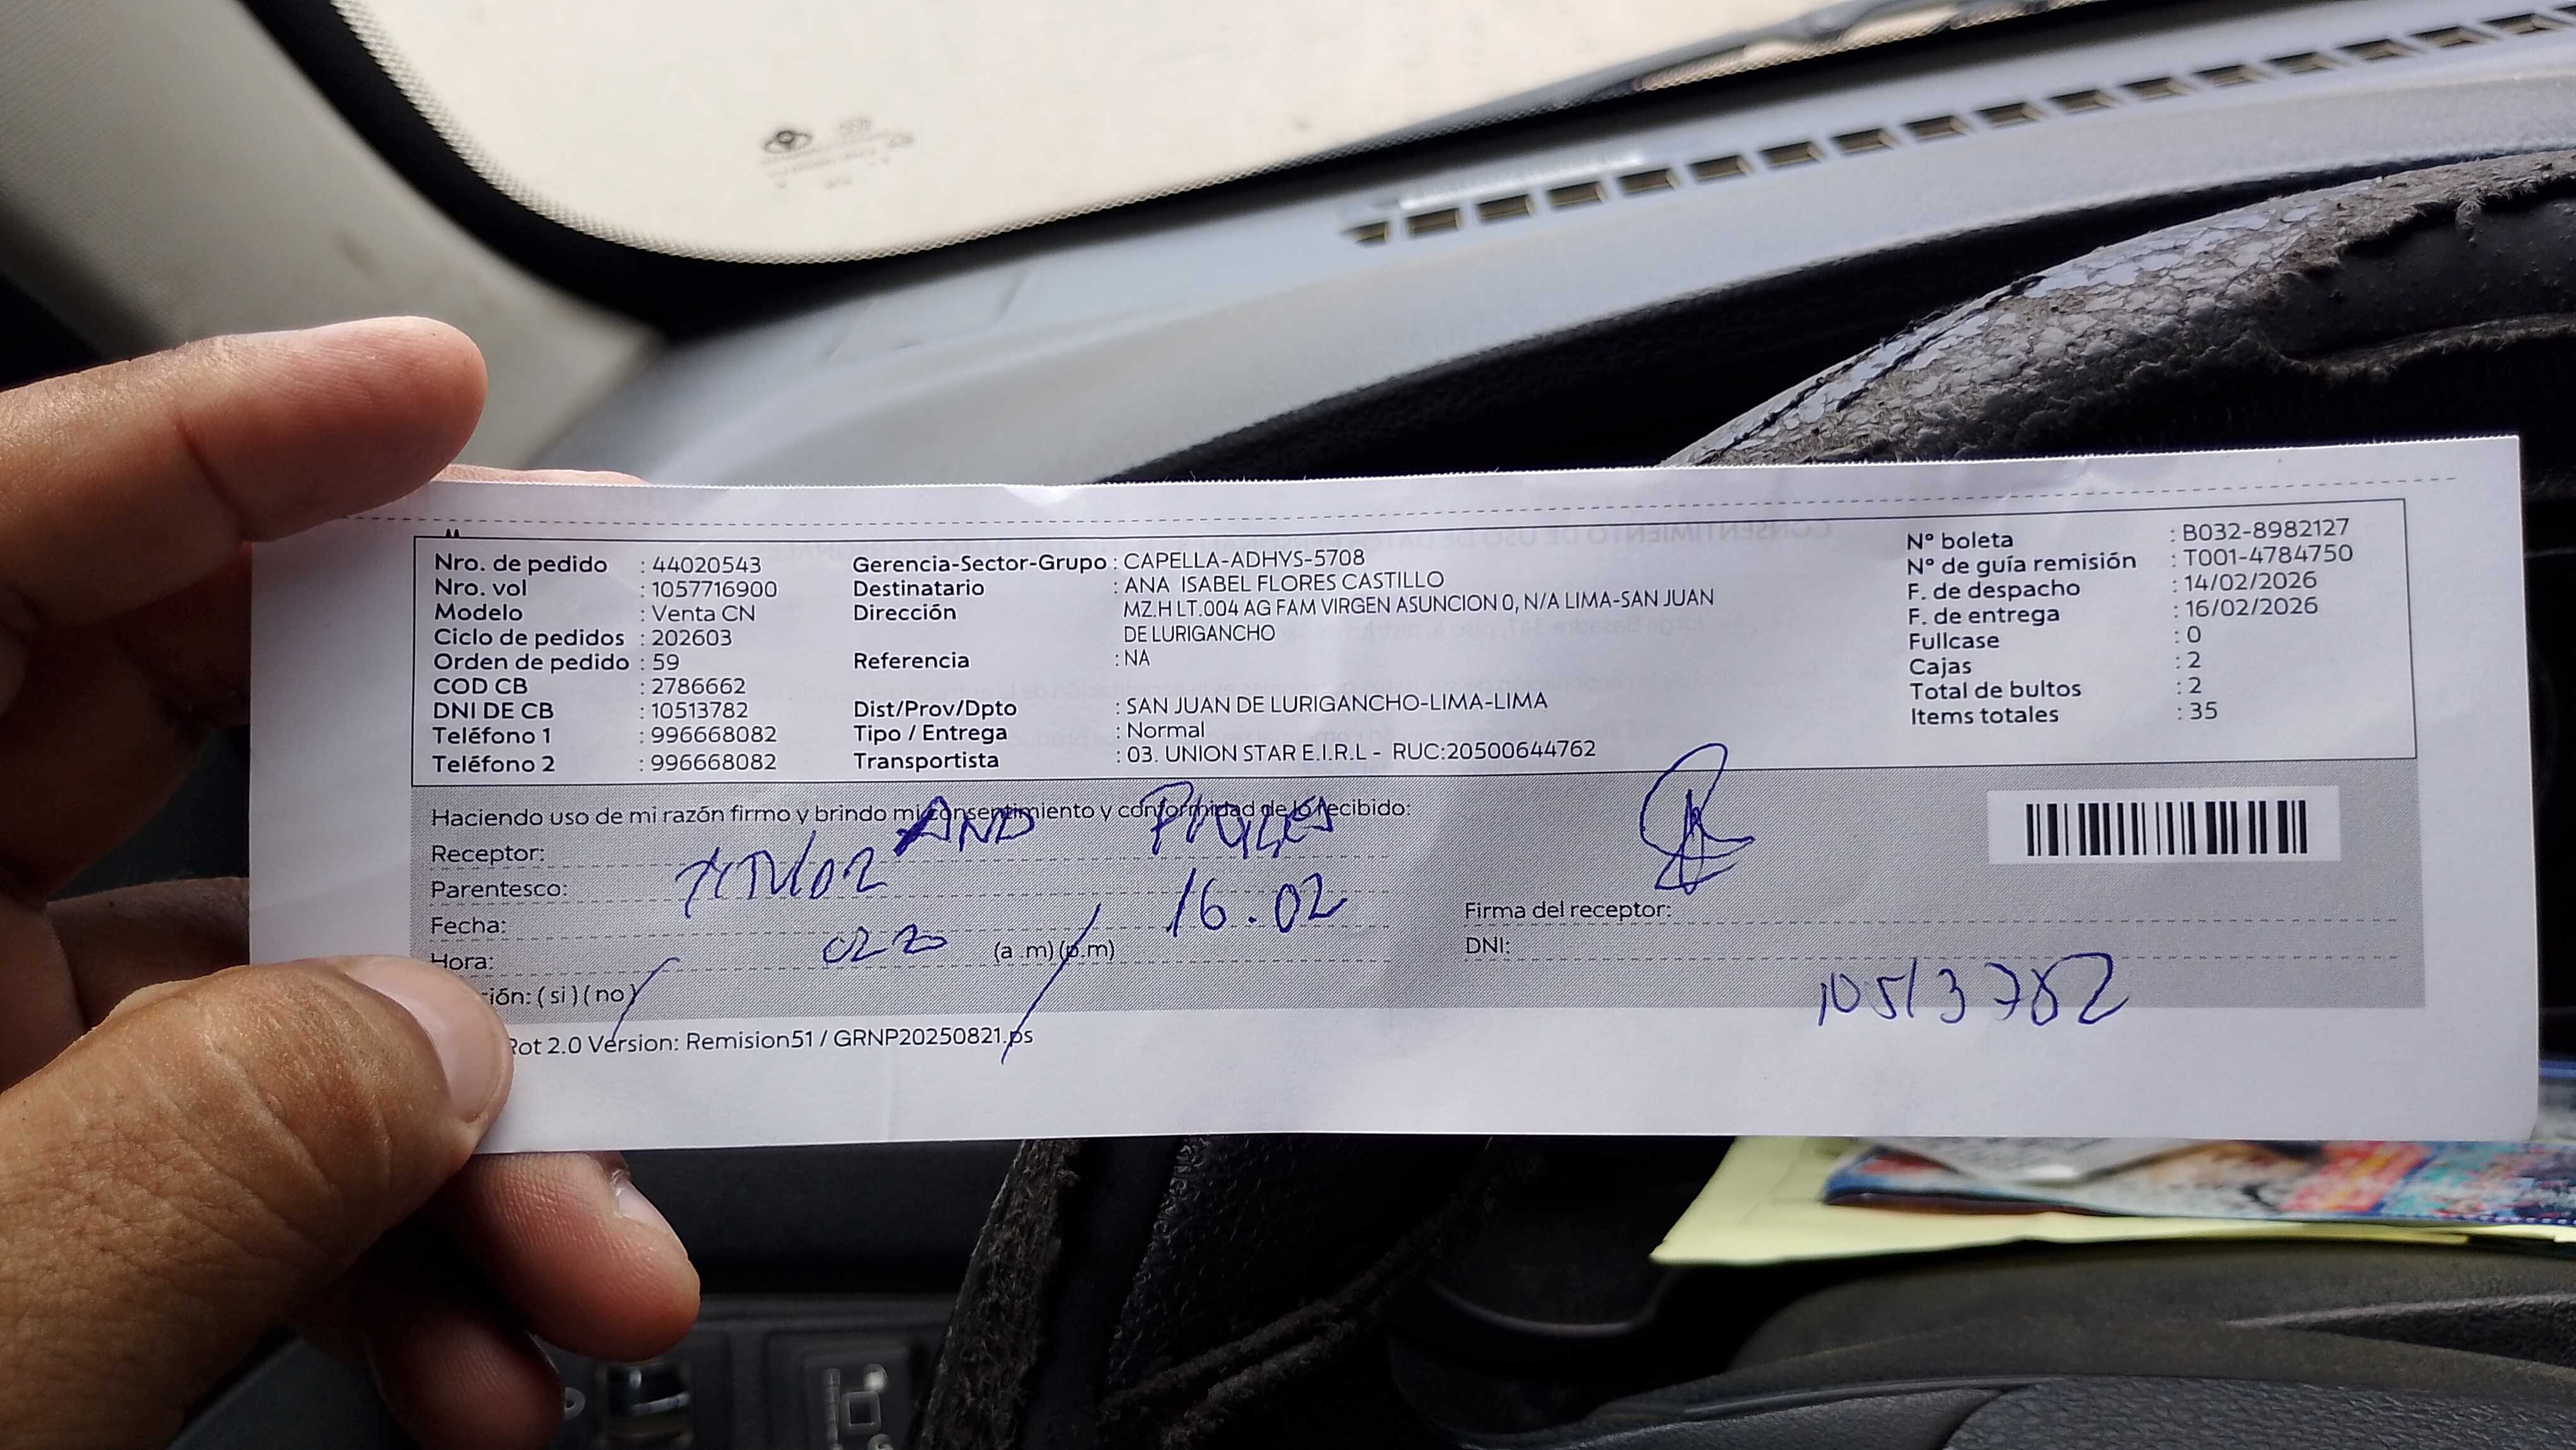 Nro. de pedido : 44020543
Nro. vol : 1057716900
Modelo : Venta CN
Ciclo de pedidos : 202603
Orden de pedido : 59
COD CB : 2786662
DNI DE CB : 10513782
Teléfono 1 : 996668082
Teléfono 2 : 996668082
Gerencia-Sector-Grupo : CAPELLA-ADHYS-5708
Destinatario : ANA ISABEL FLORES CASTILLO
Dirección MZ.H LT.004 AG FAM VIRGEN ASUNCION 0, N/A LIMA-SAN JUAN
DE LURIGANCHO
Referencia : NA
Dist/Prov/Dpto : SAN JUAN DE LURIGANCHO-LIMA-LIMA
Tipo / Entrega : Normal
Transportista : 03. UNION STAR E.I.R.L - RUC:20500644762
N° boleta : B032-8982127
N° de guía remisión : T001-4784750
F. de despacho : 14/02/2026
F. de entrega : 16/02/2026
Fullcase : 0
Cajas : 2
Total de bultos : 2
Items totales : 35
Haciendo uso de mi razón firmo y brindo mi consentimiento y conformidad de lo recibido:
Receptor:
Parentesco:
Fecha: 16.02
Hora: 02 20 (a.m) (p.m)
ión: ( si ) ( no )
Rot 2.0 Version: Remision51 / GRNP20250821.ps
Firma del receptor:
DNI:
10513782